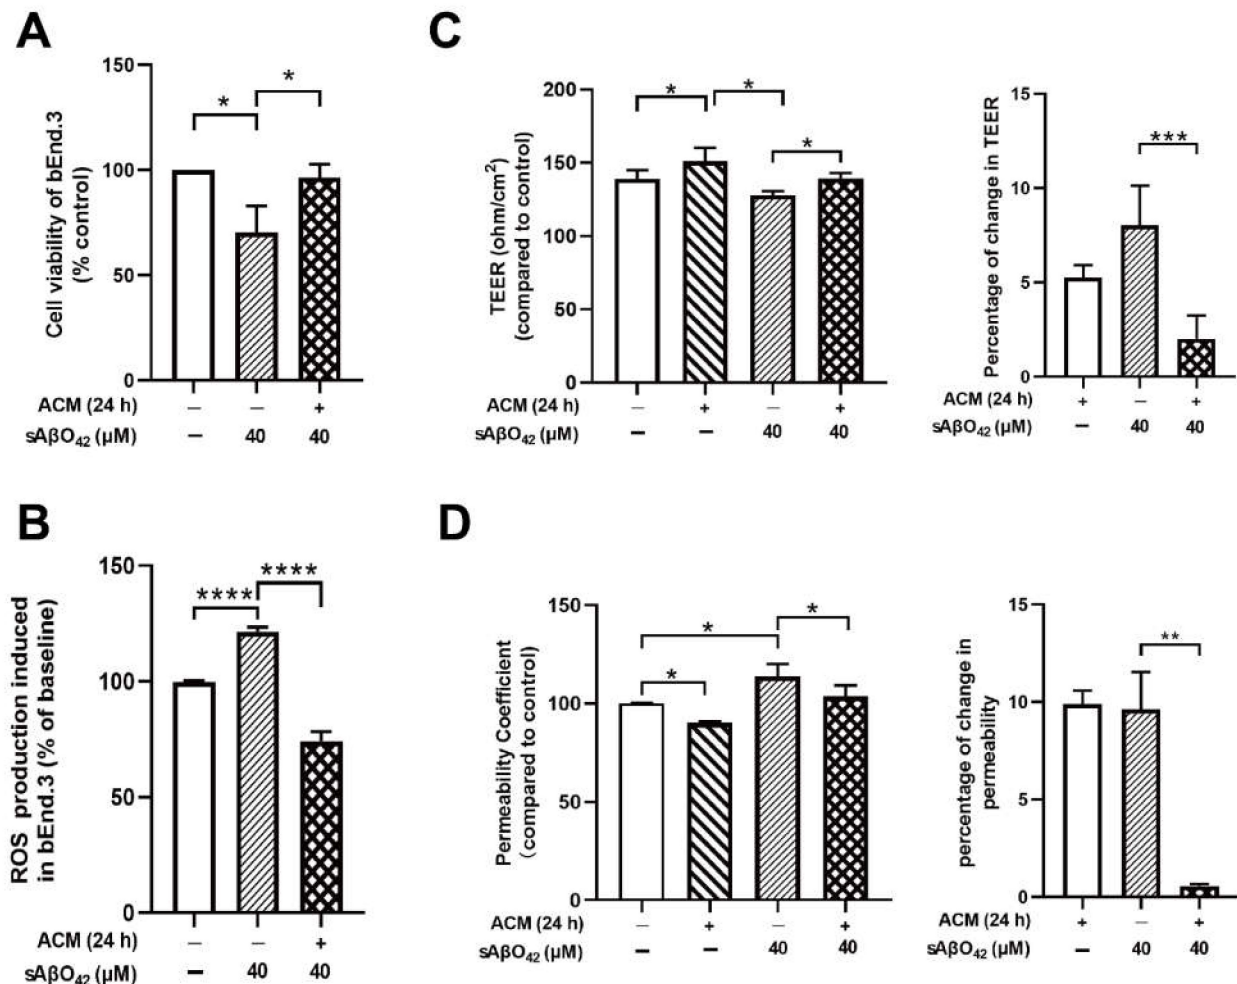 A
Cell viability of bEnd.3
(% control)
150
100
50
0
*
*
ACM (24 h) – – +
sAβO₄₂ (µM) – 40 40
C
TEER (ohm/cm²)
(compared to control)
200
150
100
50
0
*
*
*
ACM (24 h) – + – +
sAβO₄₂ (µM) – – 40 40
Percentage of change in TEER
15
10
5
0
***
ACM (24 h) + – +
sAβO₄₂ (µM) – 40 40
B
ROS production induced
in bEnd.3 (% of baseline)
150
100
50
0
****
****
ACM (24 h) – – +
sAβO₄₂ (µM) – 40 40
D
Permeability Coefficient
(compared to control)
150
100
50
0
*
*
*
ACM (24 h) – + – +
sAβO₄₂ (µM) – – 40 40
percentage of change in
permeability
15
10
5
0
**
ACM (24 h) + – +
sAβO₄₂ (µM) – 40 40